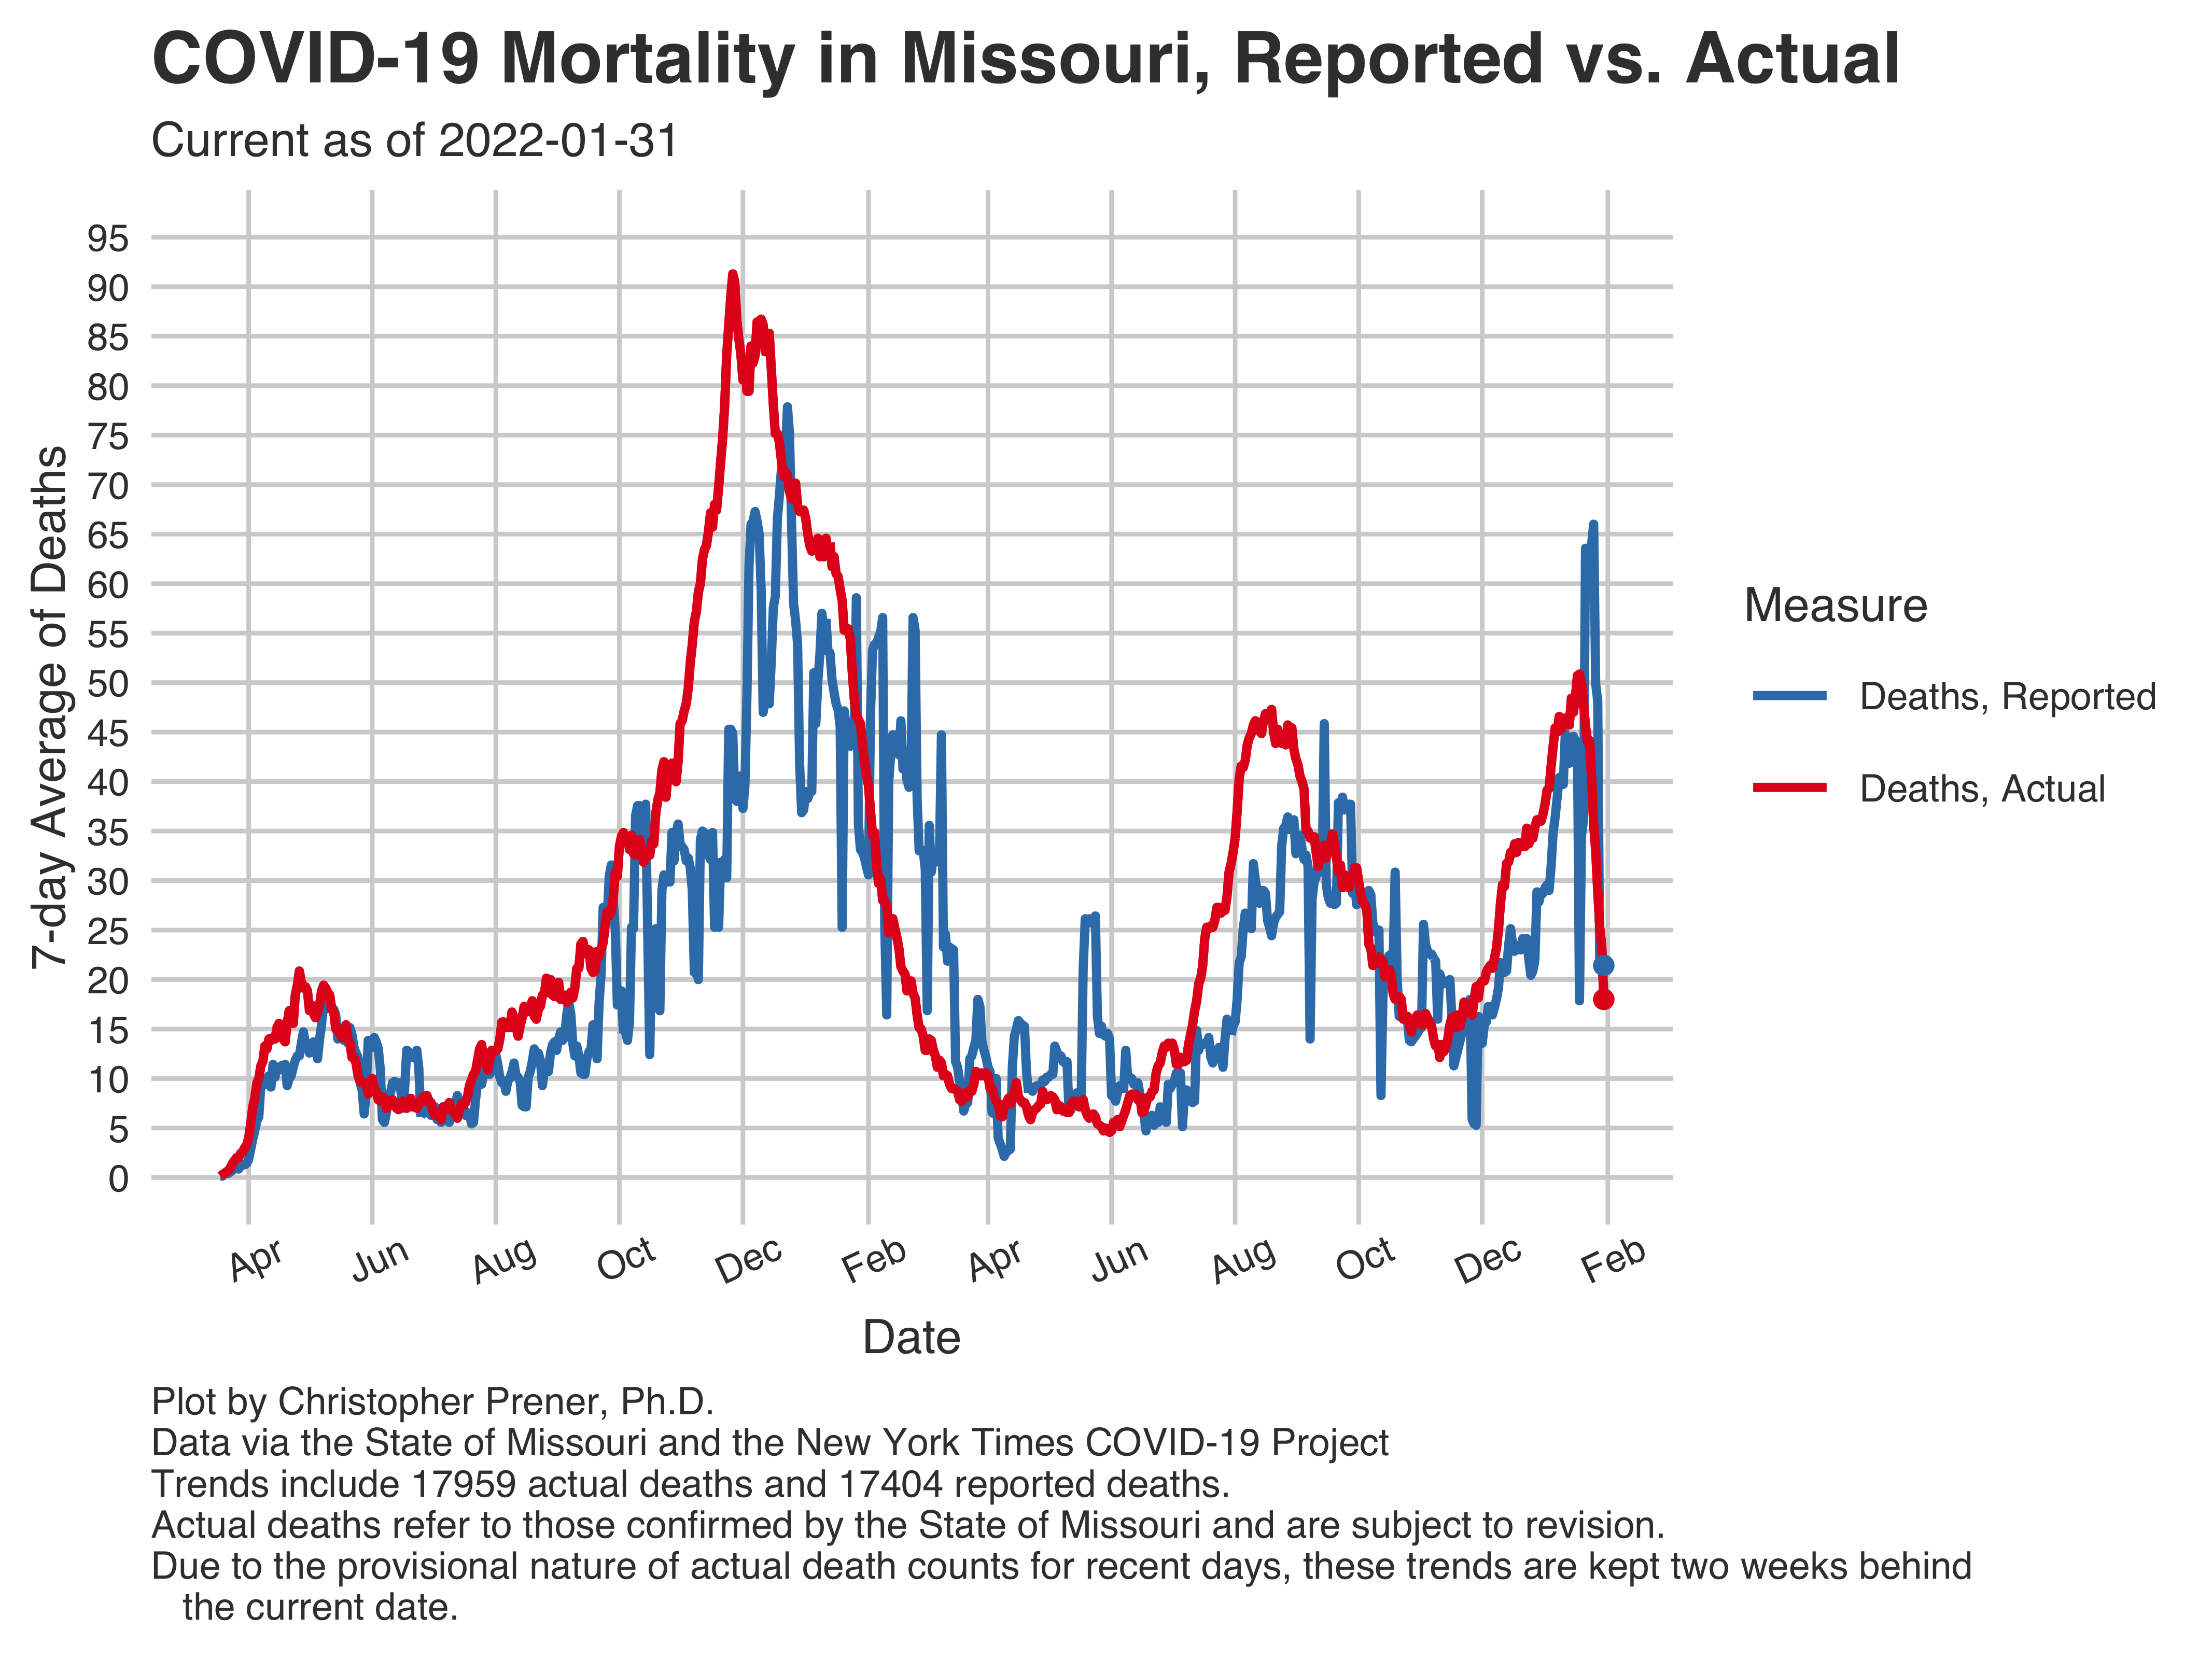 COVID-19 Mortality in Missouri, Reported vs. Actual
Current as of 2022-01-31
95
90
85
80
75
70
65
60
55
50
45
40
35
30
25
20
15
10
5
0
7-day Average of Deaths
Apr
Jun
Aug
Oct
Dec
Feb
Apr
Jun
Aug
Oct
Dec
Feb
Date
Measure
Deaths, Reported
Deaths, Actual
Plot by Christopher Prener, Ph.D.
Data via the State of Missouri and the New York Times COVID-19 Project
Trends include 17959 actual deaths and 17404 reported deaths.
Actual deaths refer to those confirmed by the State of Missouri and are subject to revision.
Due to the provisional nature of actual death counts for recent days, these trends are kept two weeks behind
the current date.